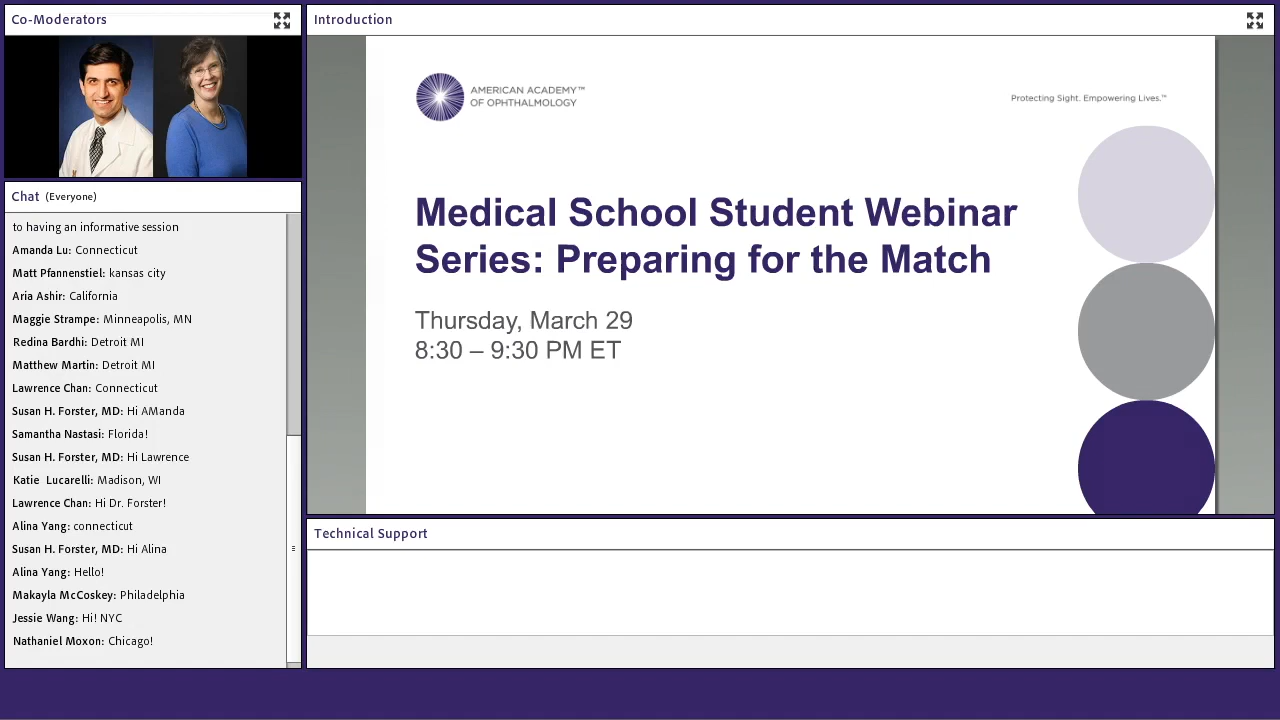 Co-Moderators
Chat (Everyone)
to having an informative session
Amanda Lu: Connecticut
Matt Pfannenstiel: kansas city
Aria Ashir: California
Maggie Strampe: Minneapolis, MN
Redina Bardhi: Detroit MI
Matthew Martin: Detroit MI
Lawrence Chan: Connecticut
Susan H. Forster, MD: Hi AManda
Samantha Nastasi: Florida!
Susan H. Forster, MD: Hi Lawrence
Katie  Lucarelli: Madison, WI
Lawrence Chan: Hi Dr. Forster!
Alina Yang: connecticut
Susan H. Forster, MD: Hi Alina
Alina Yang: Hello!
Makayla McCoskey: Philadelphia
Jessie Wang: Hi! NYC
Nathaniel Moxon: Chicago!
Introduction
AMERICAN ACADEMY™
OF OPHTHALMOLOGY
Protecting Sight. Empowering Lives.™
Medical School Student Webinar
Series: Preparing for the Match
Thursday, March 29
8:30 – 9:30 PM ET
Technical Support